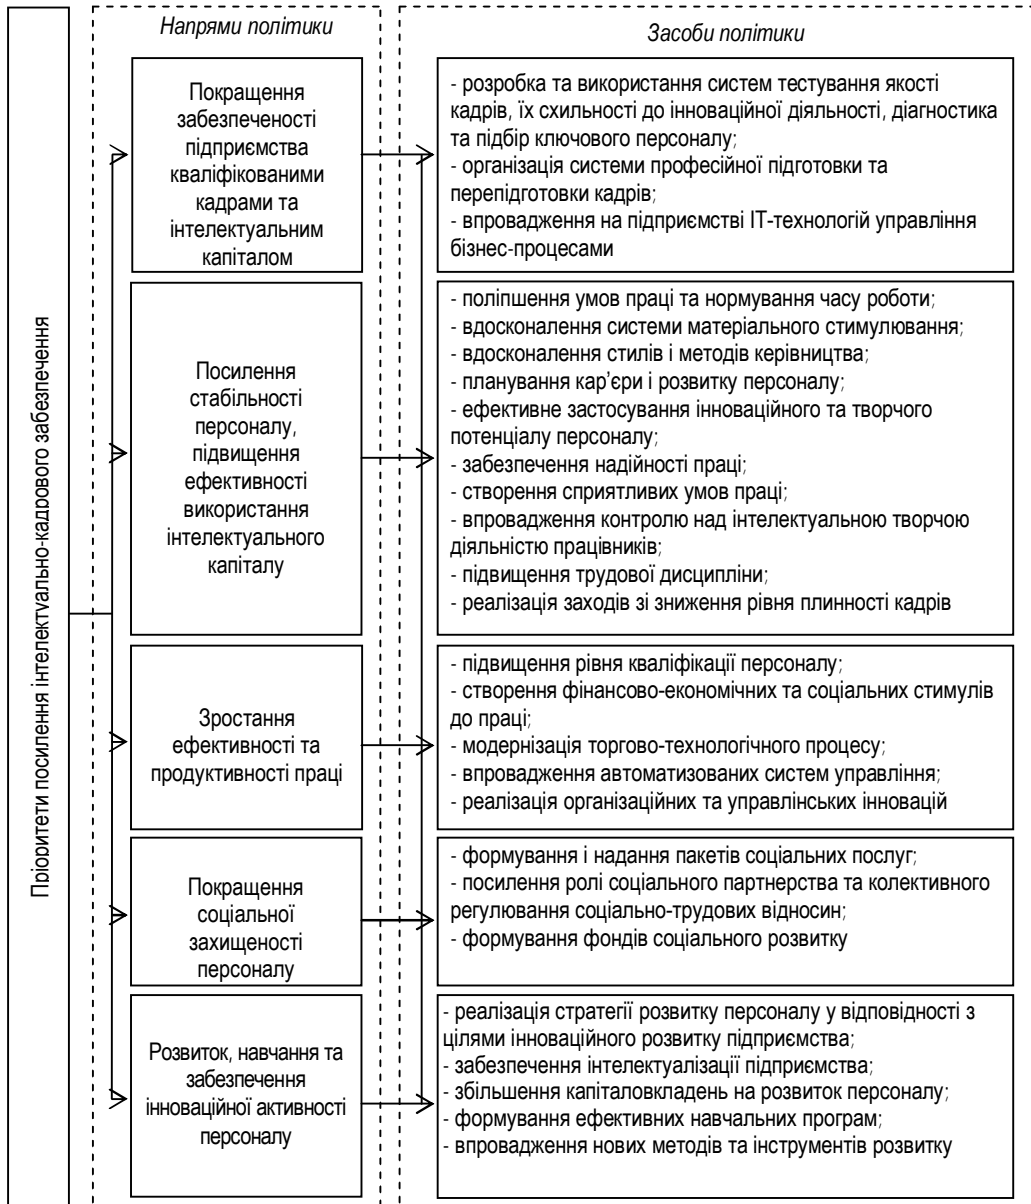 Пріоритети посилення інтелектуально-кадрового забезпечення
Напрями політики
Засоби політики
Покращення
забезпеченості
підприємства
кваліфікованими
кадрами та
інтелектуальним
капіталом
- розробка та використання систем тестування якості
кадрів, їх схильності до інноваційної діяльності, діагностика
та підбір ключового персоналу;
- організація системи професійної підготовки та
перепідготовки кадрів;
- впровадження на підприємстві ІТ-технологій управління
бізнес-процесами
Посилення
стабільності
персоналу,
підвищення
ефективності
використання
інтелектуального
капіталу
- поліпшення умов праці та нормування часу роботи;
- вдосконалення системи матеріального стимулювання;
- вдосконалення стилів і методів керівництва;
- планування кар’єри і розвитку персоналу;
- ефективне застосування інноваційного та творчого
потенціалу персоналу;
- забезпечення надійності праці;
- створення сприятливих умов праці;
- впровадження контролю над інтелектуальною творчою
діяльністю працівників;
- підвищення трудової дисципліни;
- реалізація заходів зі зниження рівня плинності кадрів
Зростання
ефективності та
продуктивності праці
- підвищення рівня кваліфікації персоналу;
- створення фінансово-економічних та соціальних стимулів
до праці;
- модернізація торгово-технологічного процесу;
- впровадження автоматизованих систем управління;
- реалізація організаційних та управлінських інновацій
Покращення
соціальної
захищеності
персоналу
- формування і надання пакетів соціальних послуг;
- посилення ролі соціального партнерства та колективного
регулювання соціально-трудових відносин;
- формування фондів соціального розвитку
Розвиток, навчання та
забезпечення
інноваційної активності
персоналу
- реалізація стратегії розвитку персоналу у відповідності з
цілями інноваційного розвитку підприємства;
- забезпечення інтелектуалізації підприємства;
- збільшення капіталовкладень на розвиток персоналу;
- формування ефективних навчальних програм;
- впровадження нових методів та інструментів розвитку